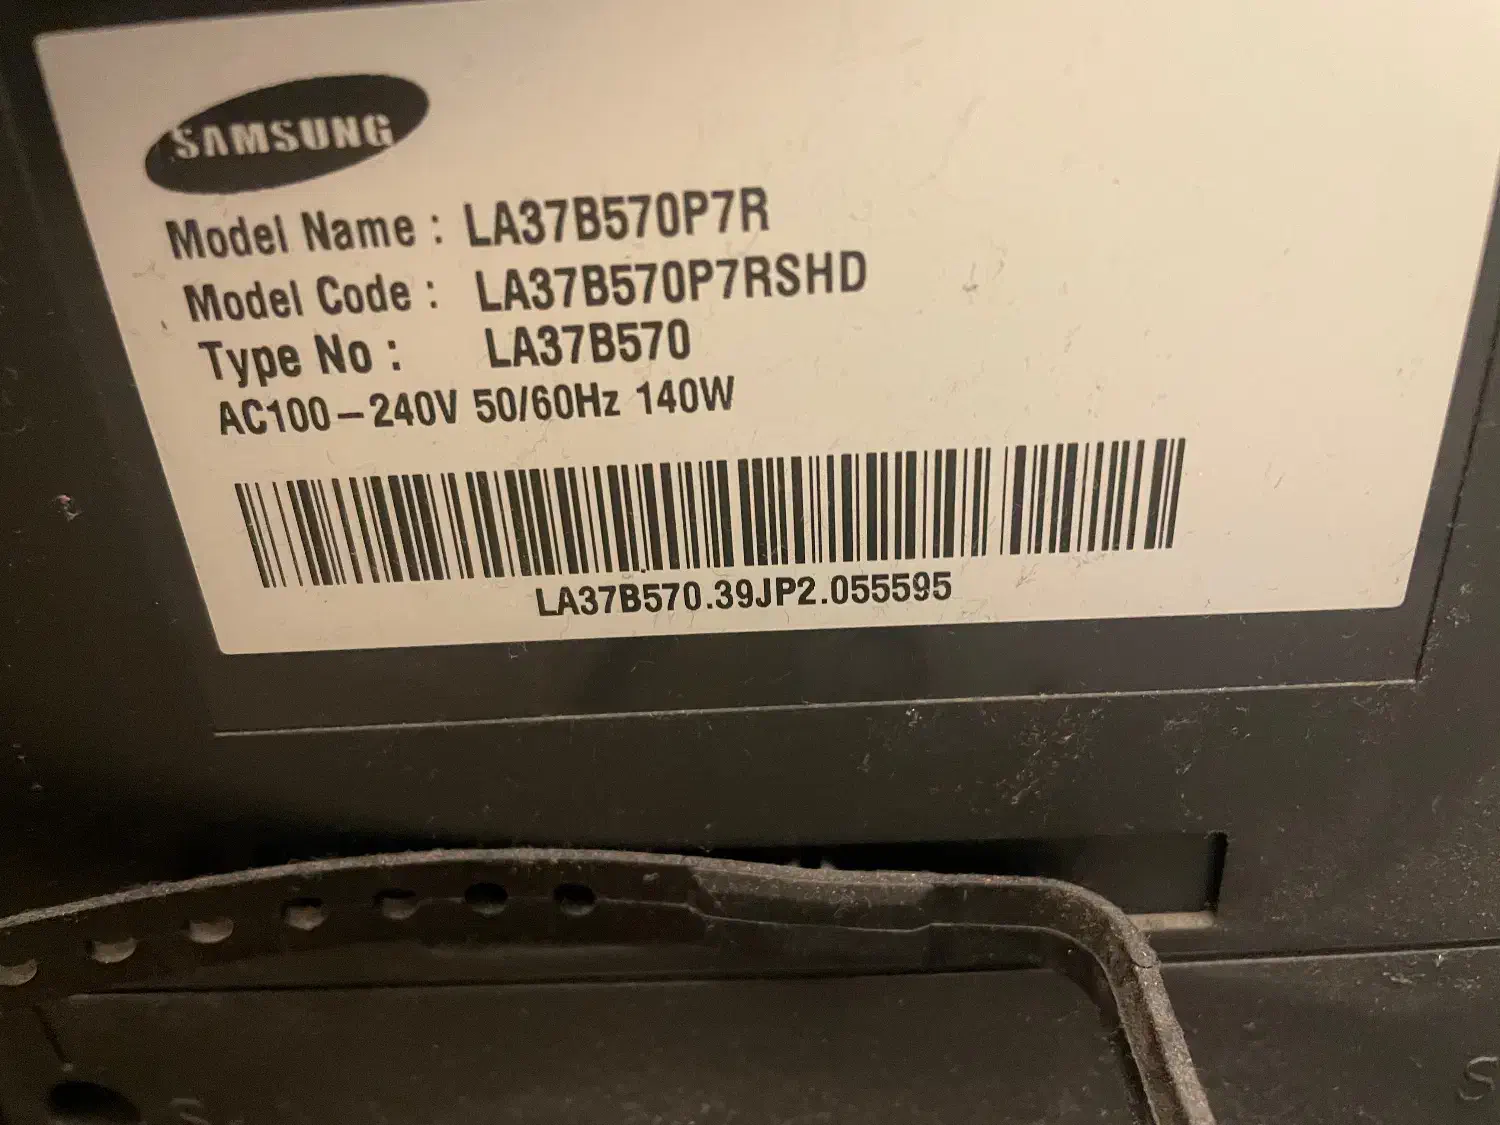 SAMSUNG
Model Name : LA37B570P7R
Model Code : LA37B570P7RSHD
Type No : LA37B570
AC100-240V 50/60Hz 140W
LA37B570.39JP2.055595